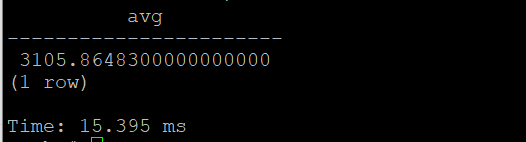 avg
-----------------------
3105.8648300000000000
(1 row)
Time: 15.395 ms